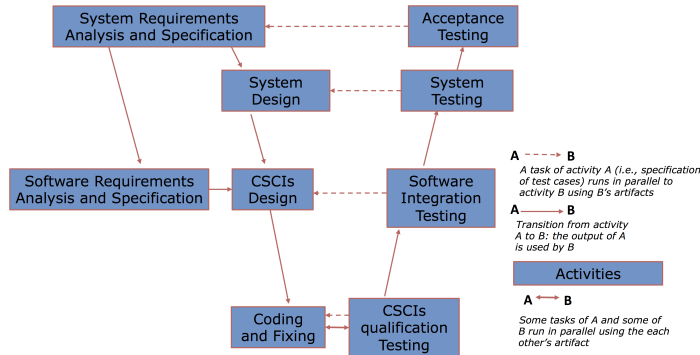 System Requirements
Analysis and Specification
Acceptance
Testing
System
Design
System
Testing
Software Requirements
Analysis and Specification
CSCIs
Design
Software
Integration
Testing
Coding
and Fixing
CSCIs
qualification
Testing
A B
A task of activity A (i.e., specification
of test cases) runs in parallel to
activity B using B’s artifacts
A B
Transition from activity
A to B: the output of A
is used by B
Activities
A B
Some tasks of A and some of
B run in parallel using the each
other’s artifact